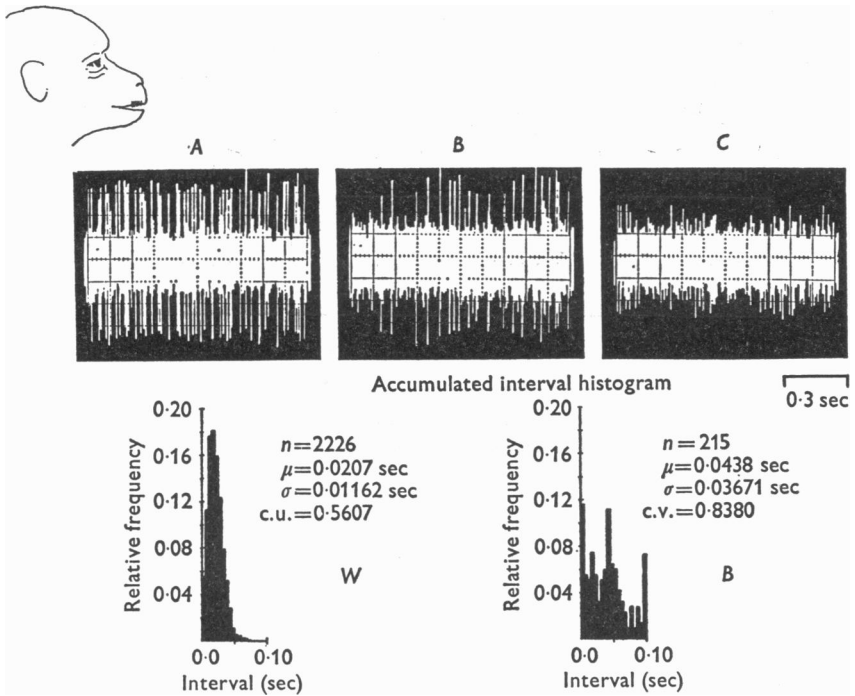 A B C
Accumulated interval histogram
0·3 sec
0·20
0·16
0·12
0·08
0·04
Relative frequency
n=2226
μ=0·0207 sec
σ=0·01162 sec
c.u.=0·5607
W
0·0 0·10
Interval (sec)
0·20
0·16
0·12
0·08
0·04
Relative frequency
n=215
μ=0·0438 sec
σ=0·03671 sec
c.v.=0·8380
B
0·0 0·10
Interval (sec)